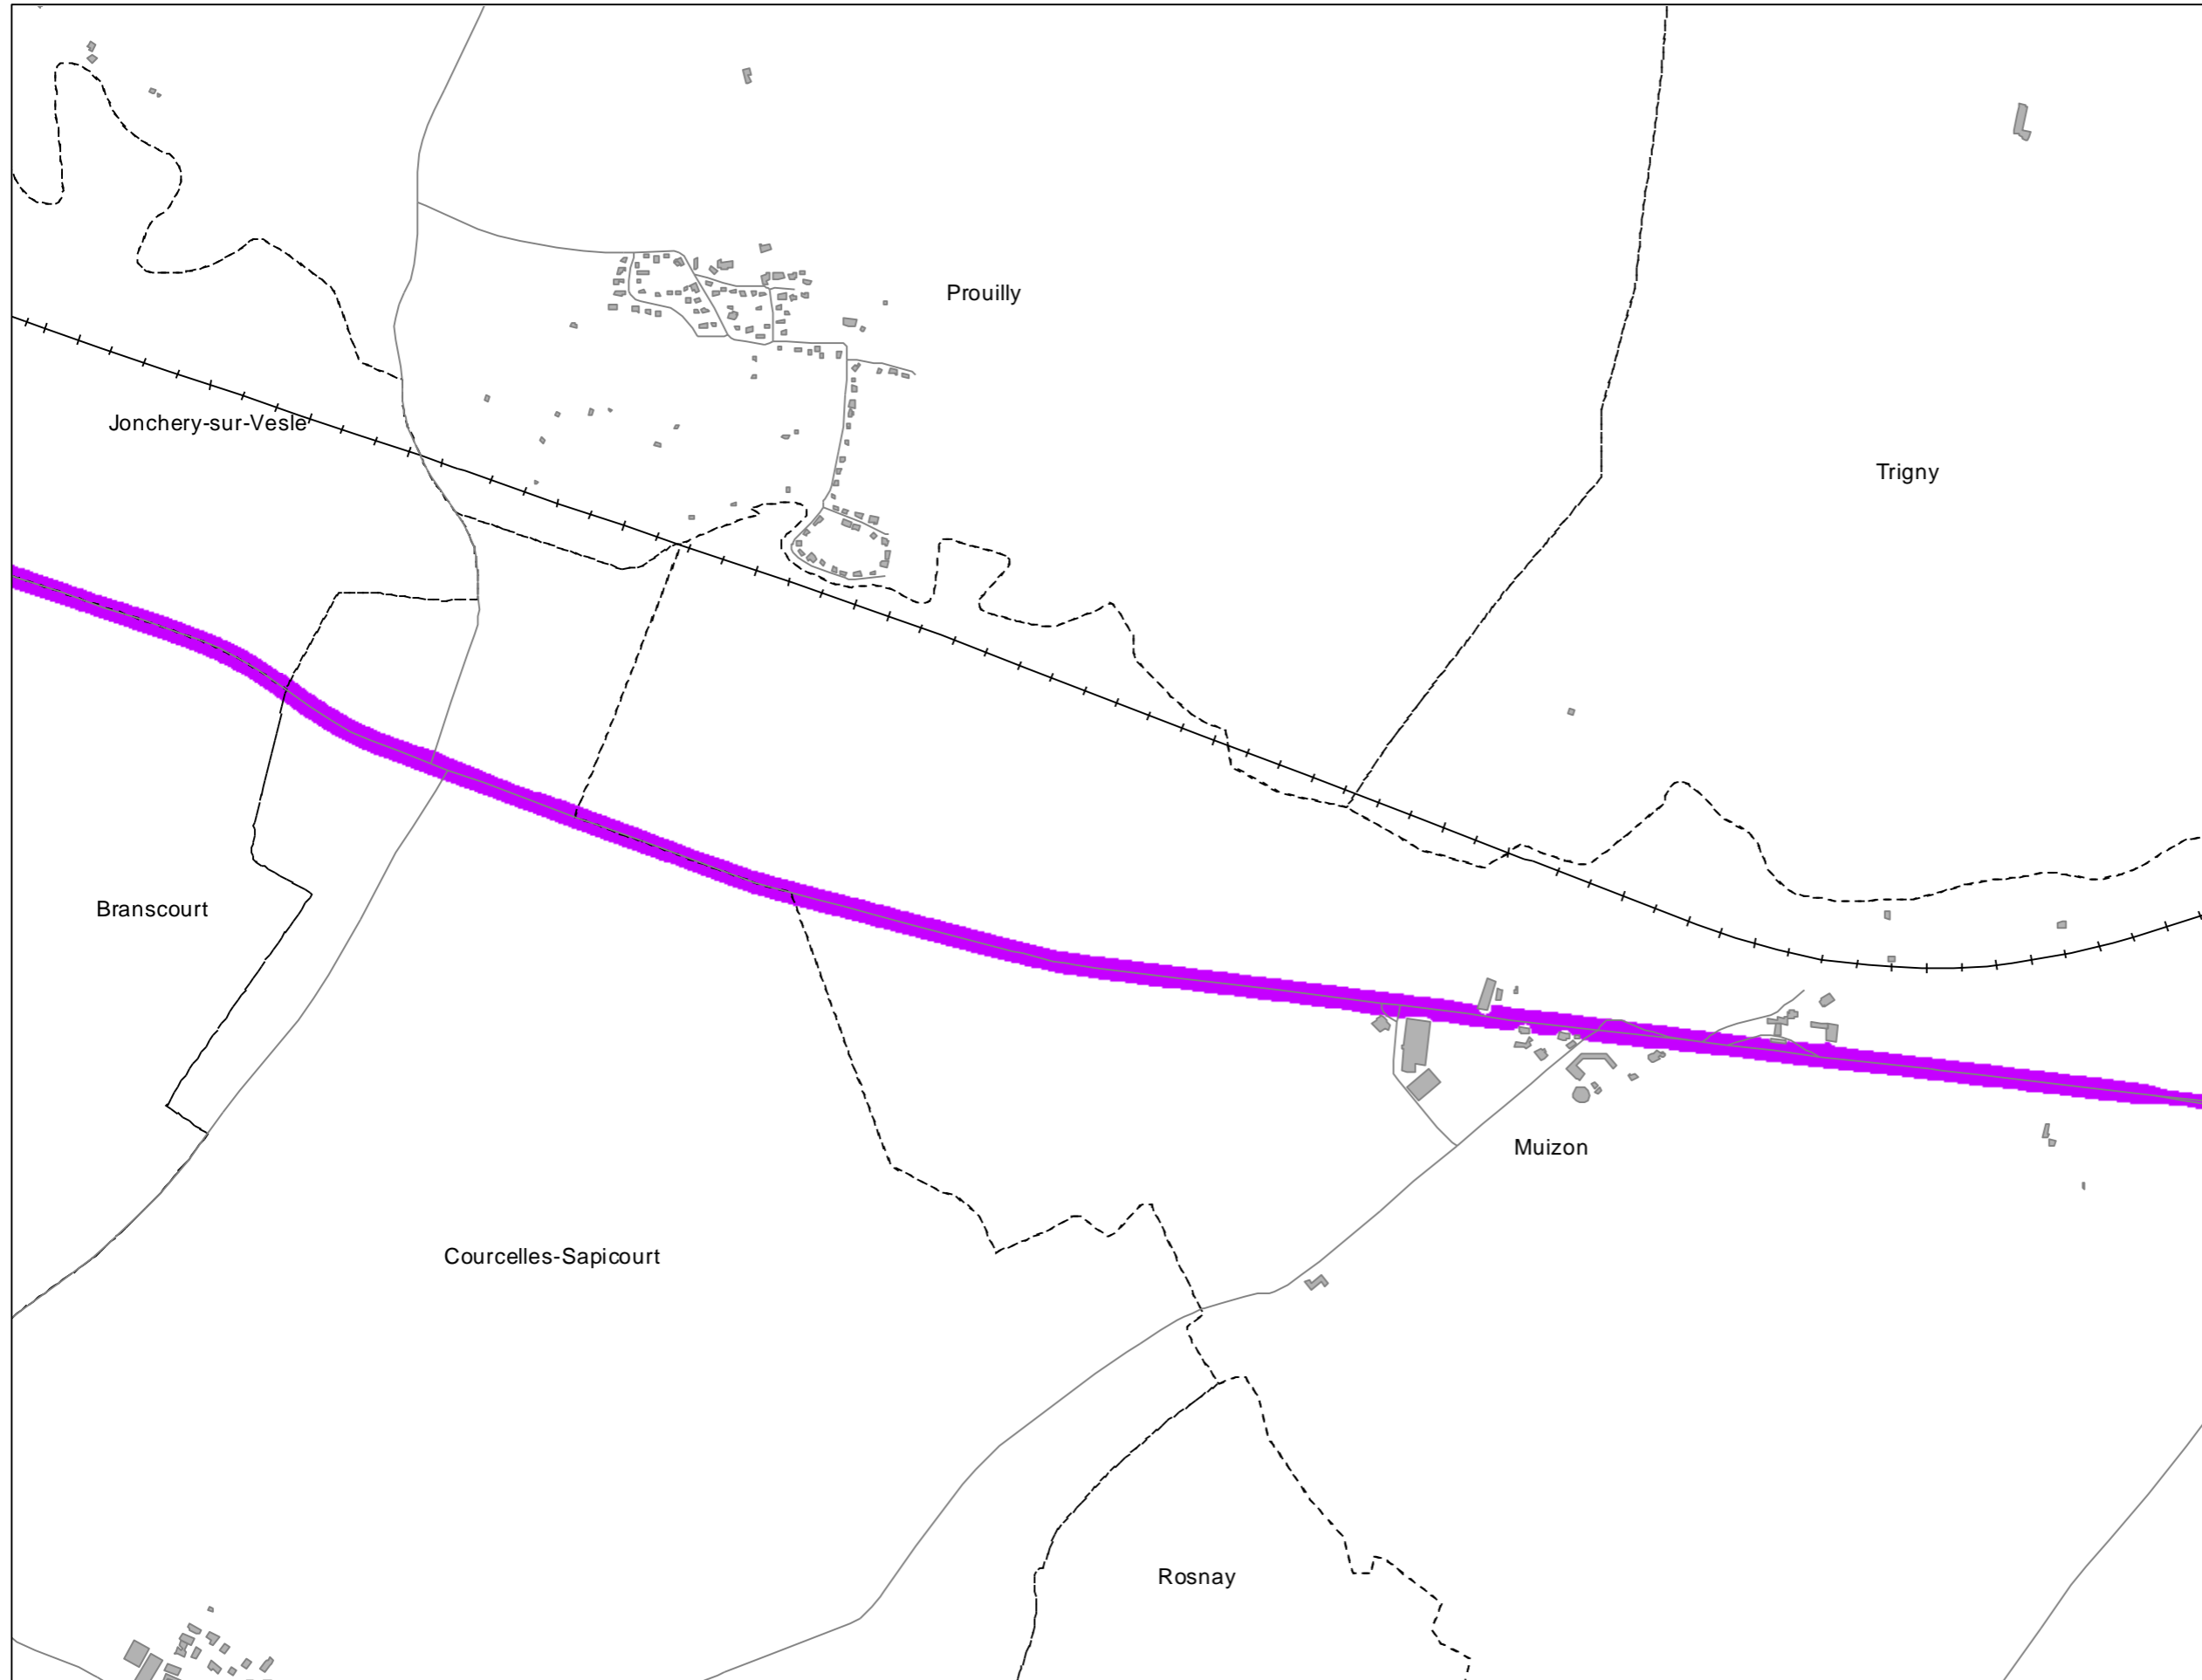 Prouilly
Jonchery-sur-Vesle
Trigny
Branscourt
Muizon
Courcelles-Sapicourt
Rosnay